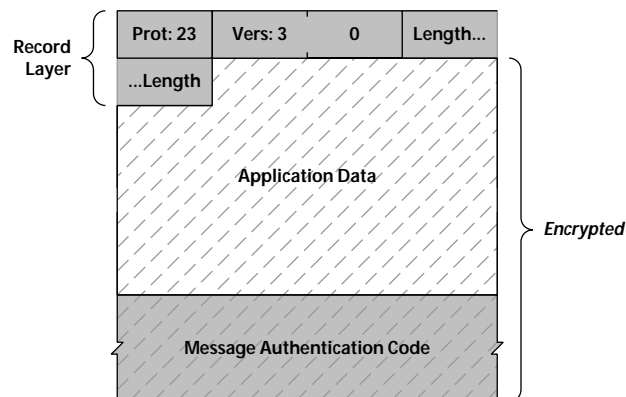 Record
Layer
Prot: 23 Vers: 3 0 Length...
...Length
Application Data
Encrypted
Message Authentication Code